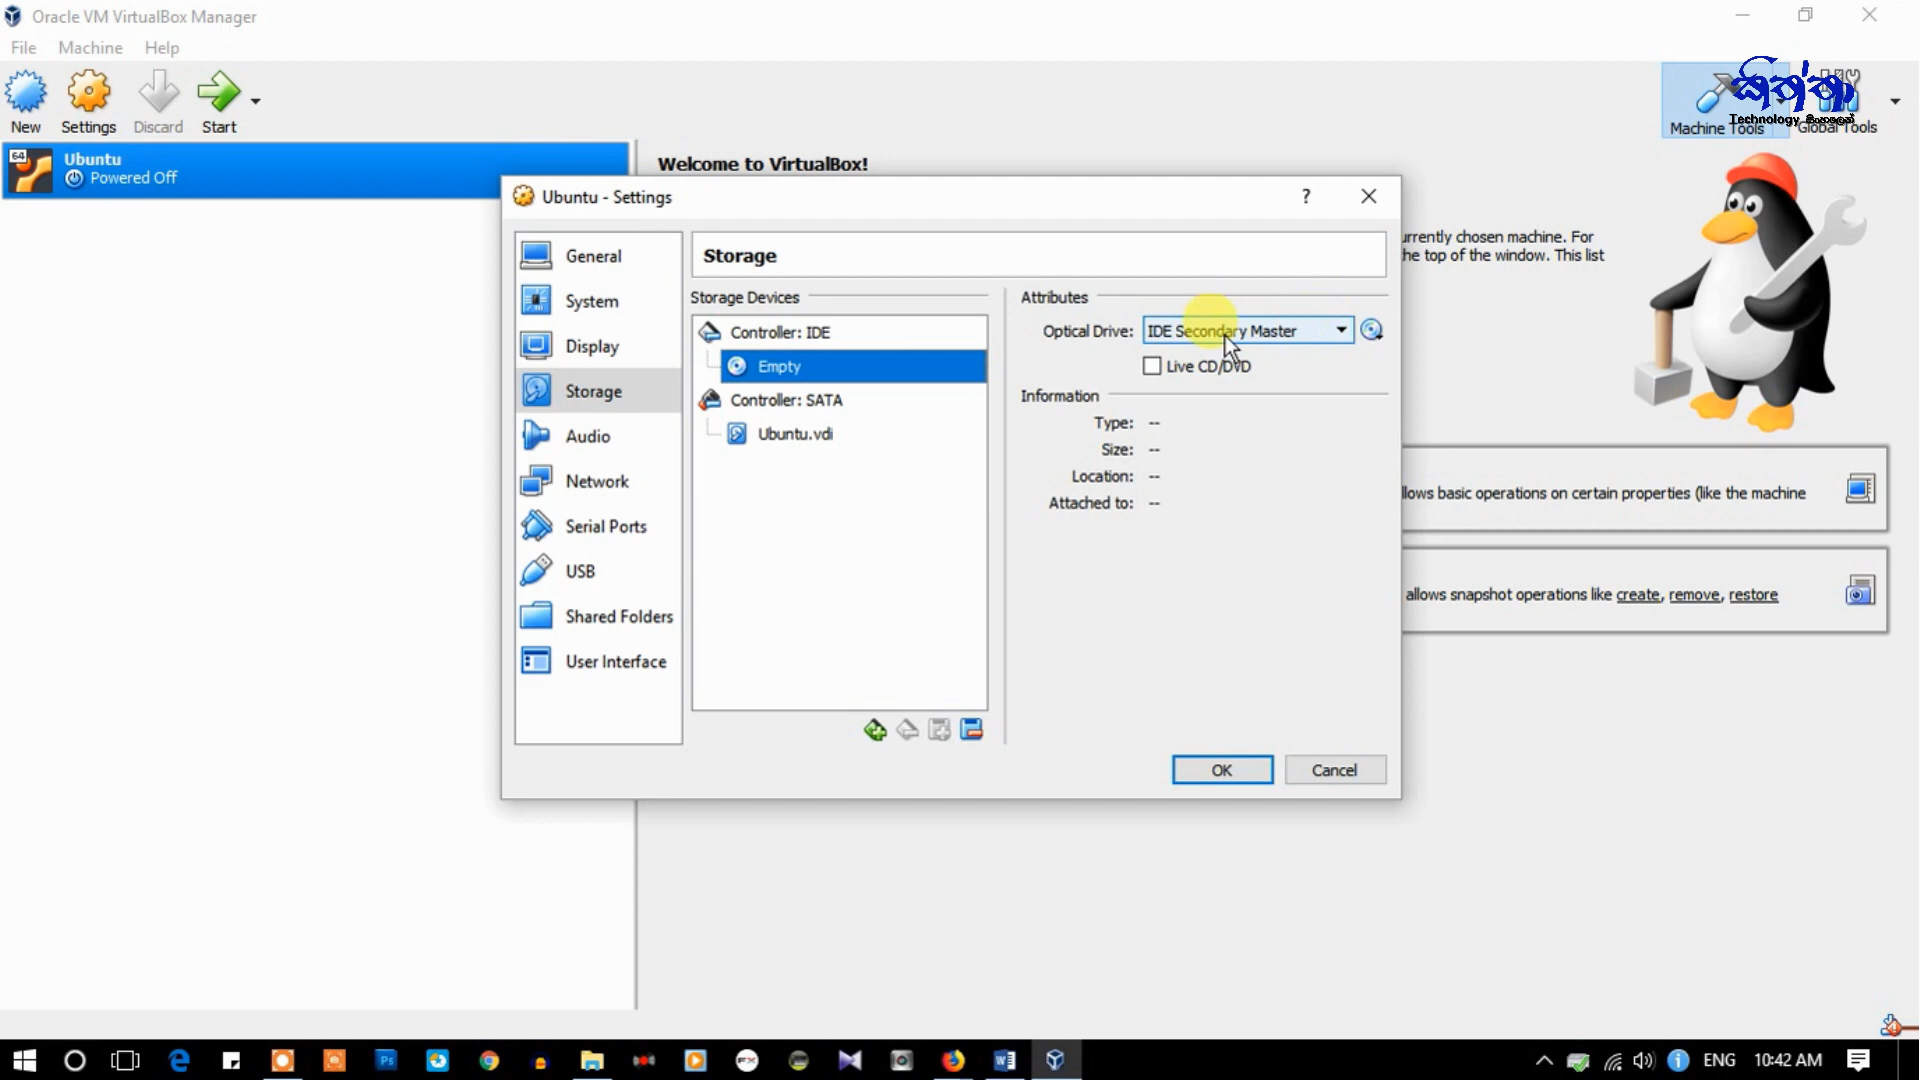 Oracle VM VirtualBox Manager
File Machine Help
New Settings Discard Start
Machine Tools Global Tools
කිත්තා
Technology
64
Ubuntu
Powered Off
Welcome to VirtualBox!
urrently chosen machine. For
he top of the window. This list
Ubuntu - Settings
?
General
System
Display
Storage
Audio
Network
Serial Ports
USB
Shared Folders
User Interface
Storage
Storage Devices
Controller: IDE
Empty
Controller: SATA
Ubuntu.vdi
Attributes
Optical Drive: IDE Secondary Master
Live CD/DVD
Information
Type: --
Size: --
Location: --
Attached to: --
OK Cancel
llows basic operations on certain properties (like the machine
allows snapshot operations like create, remove, restore
Ps
FX
ENG 10:42 AM